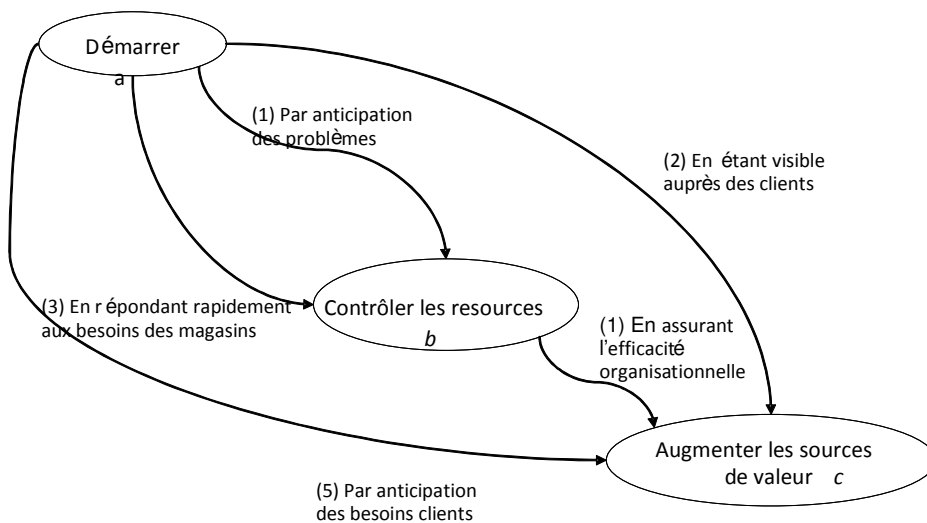 Démarrer
a
(1) Par anticipation
des problèmes
(2) En étant visible
auprès des clients
(3) En répondant rapidement
aux besoins des magasins
Contrôler les resources
b
(1) En assurant
l'efficacité
organisationnelle
Augmenter les sources
de valeur c
(5) Par anticipation
des besoins clients